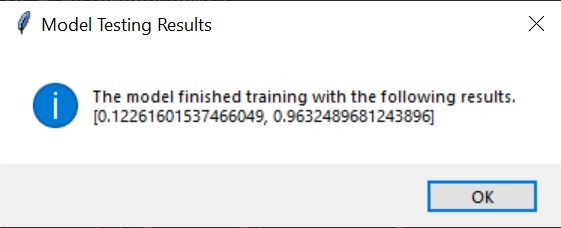 Model Testing Results
The model finished training with the following results.
[0.12261601537466049, 0.9632489681243896]
OK